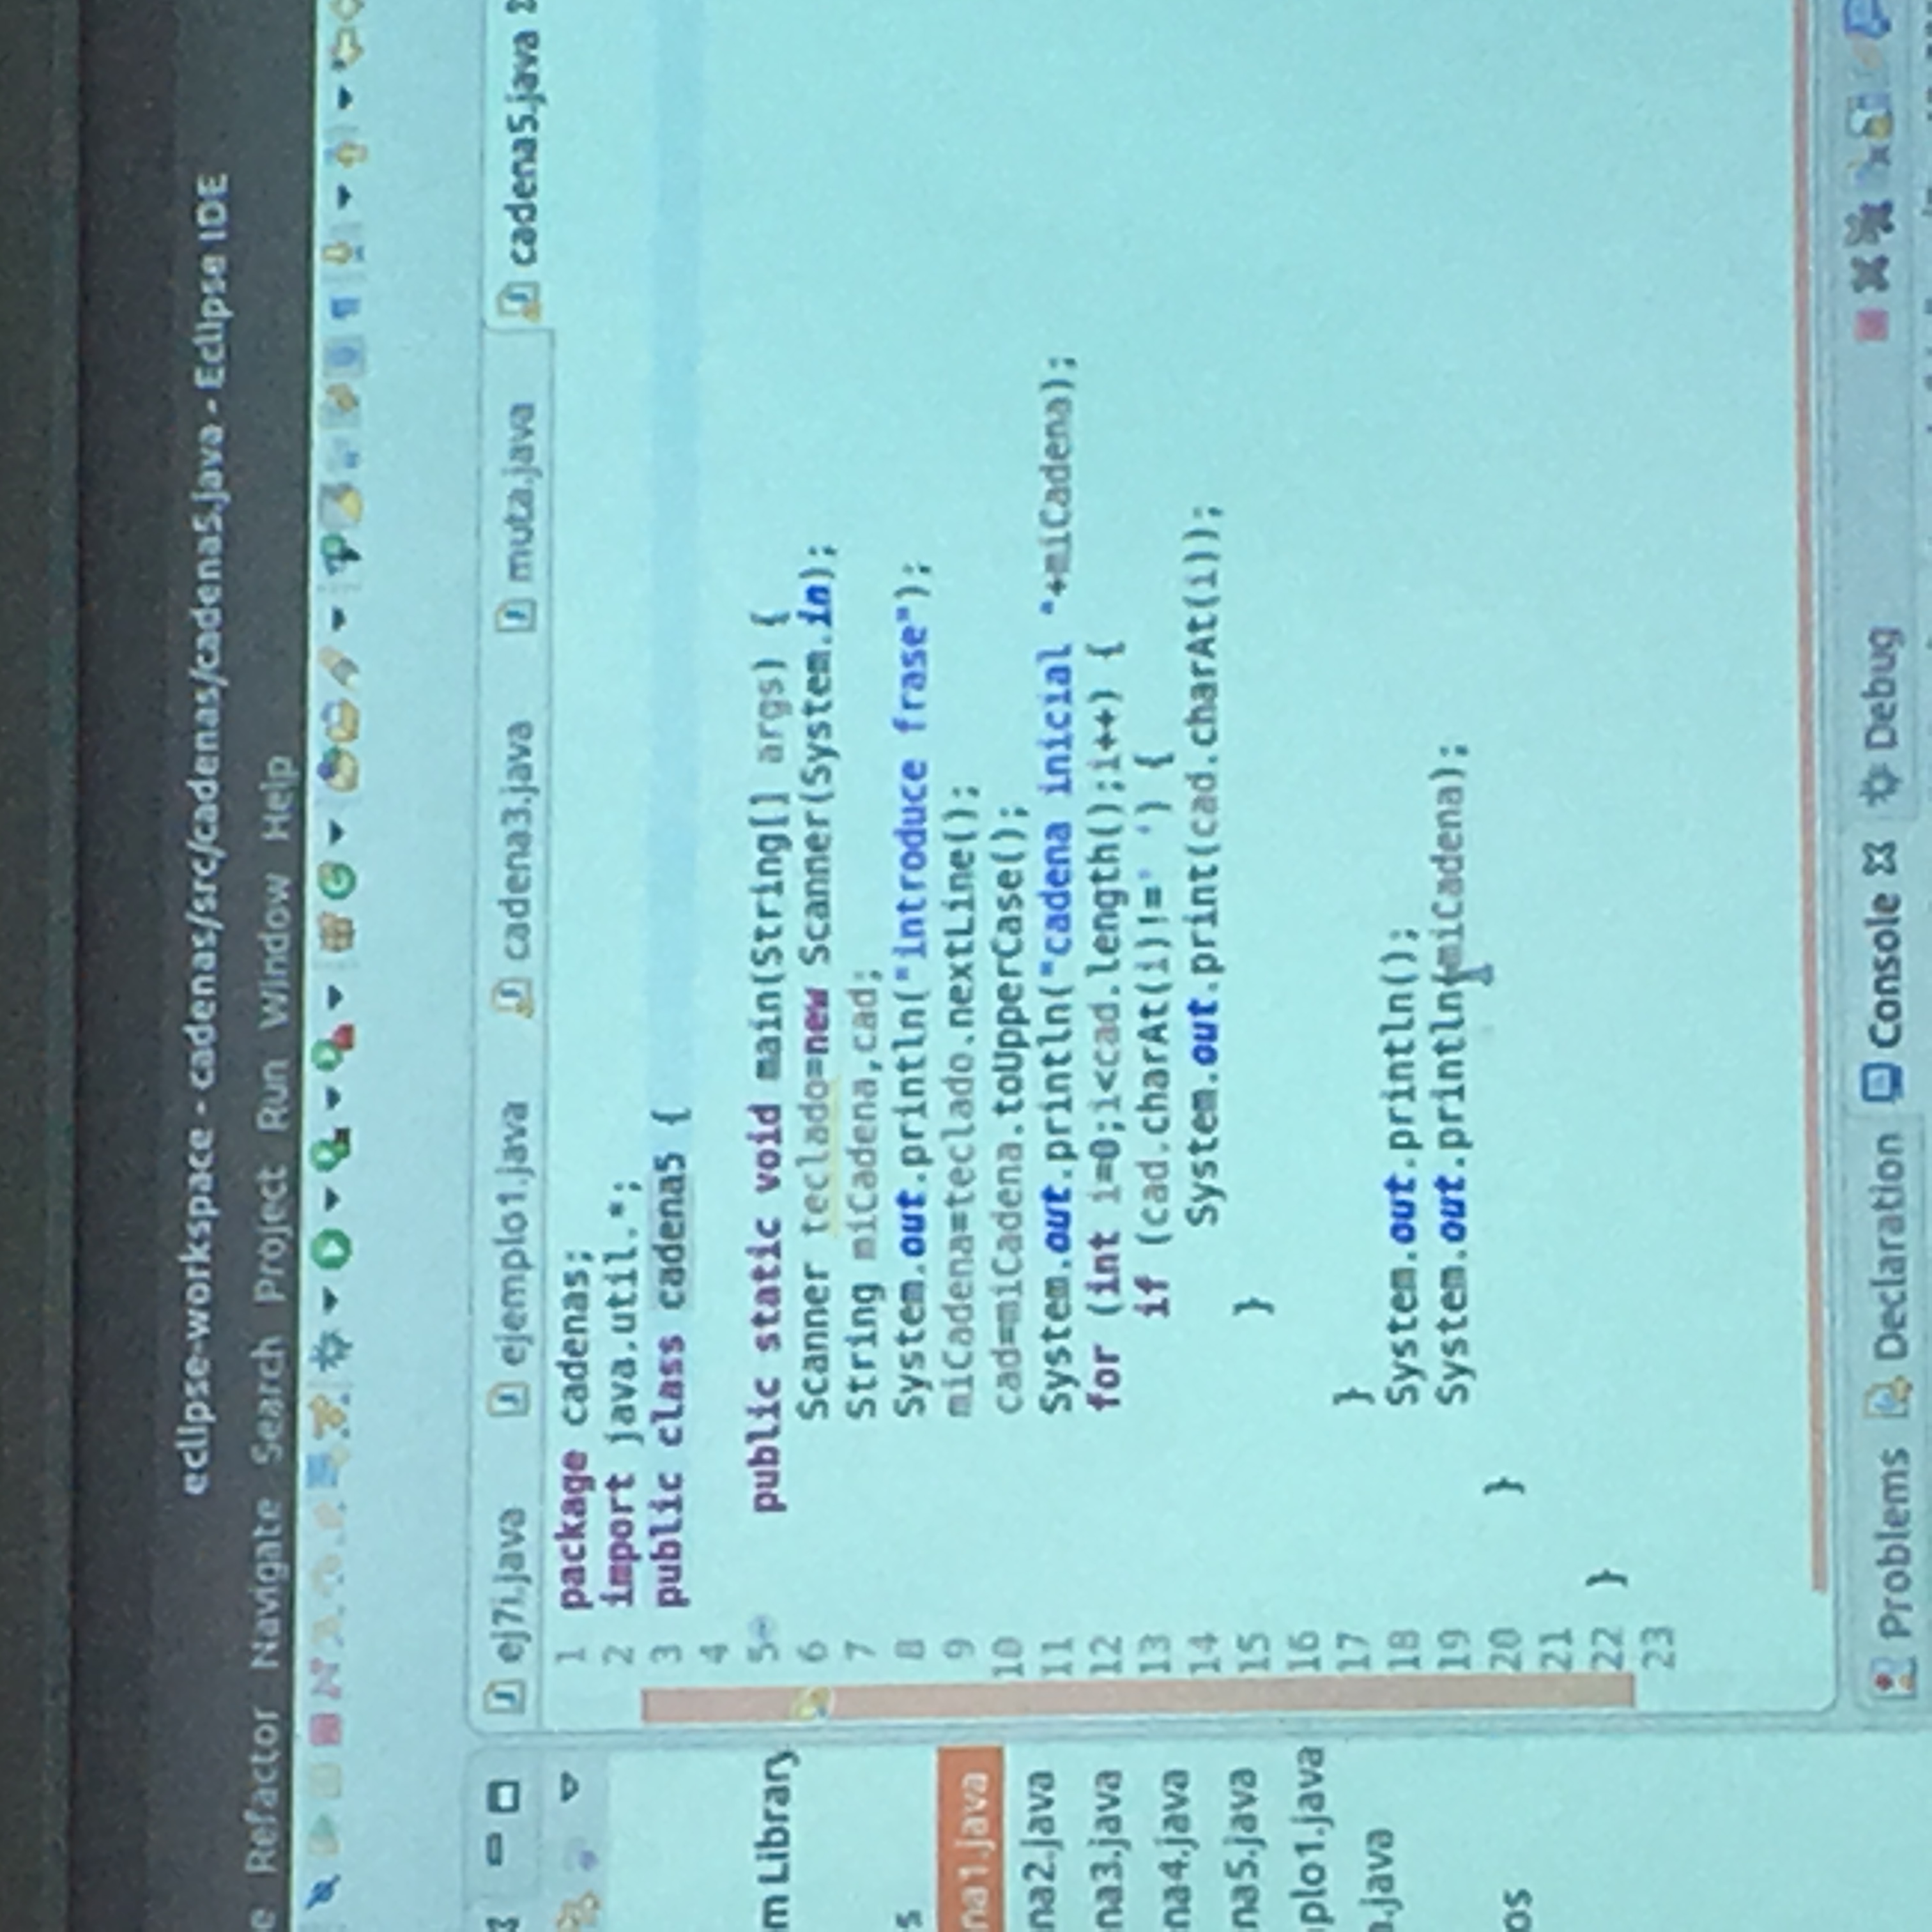 eclipse-workspace - cadenas/src/cadenas/cadena5.java - Eclipse IDE
e Refactor Navigate Search Project Run Window Help
ej7i.java ejemplo1.java cadena3.java muta.java cadena5.java
1 package cadenas;
2 import java.util.*;
3 public class cadena5 {
4
5 public static void main(String[] args) {
6 Scanner teclado=new Scanner(System.in);
7 String miCadena,cad;
8 System.out.println("introduce frase");
9 miCadena=teclado.nextLine();
10 cad=miCadena.toUpperCase();
11 System.out.println("cadena inicial "+miCadena);
12 for (int i=0;i<cad.length();i++) {
13 if (cad.charAt(i)!=' ') {
14 System.out.print(cad.charAt(i));
15 }
16
17 }
18 System.out.println();
19 System.out.println(miCadena);
20 }
21
22 }
23
m Library
s
na1.java
na2.java
na3.java
na4.java
na5.java
plo1.java
a.java
os
Problems Declaration Console Debug